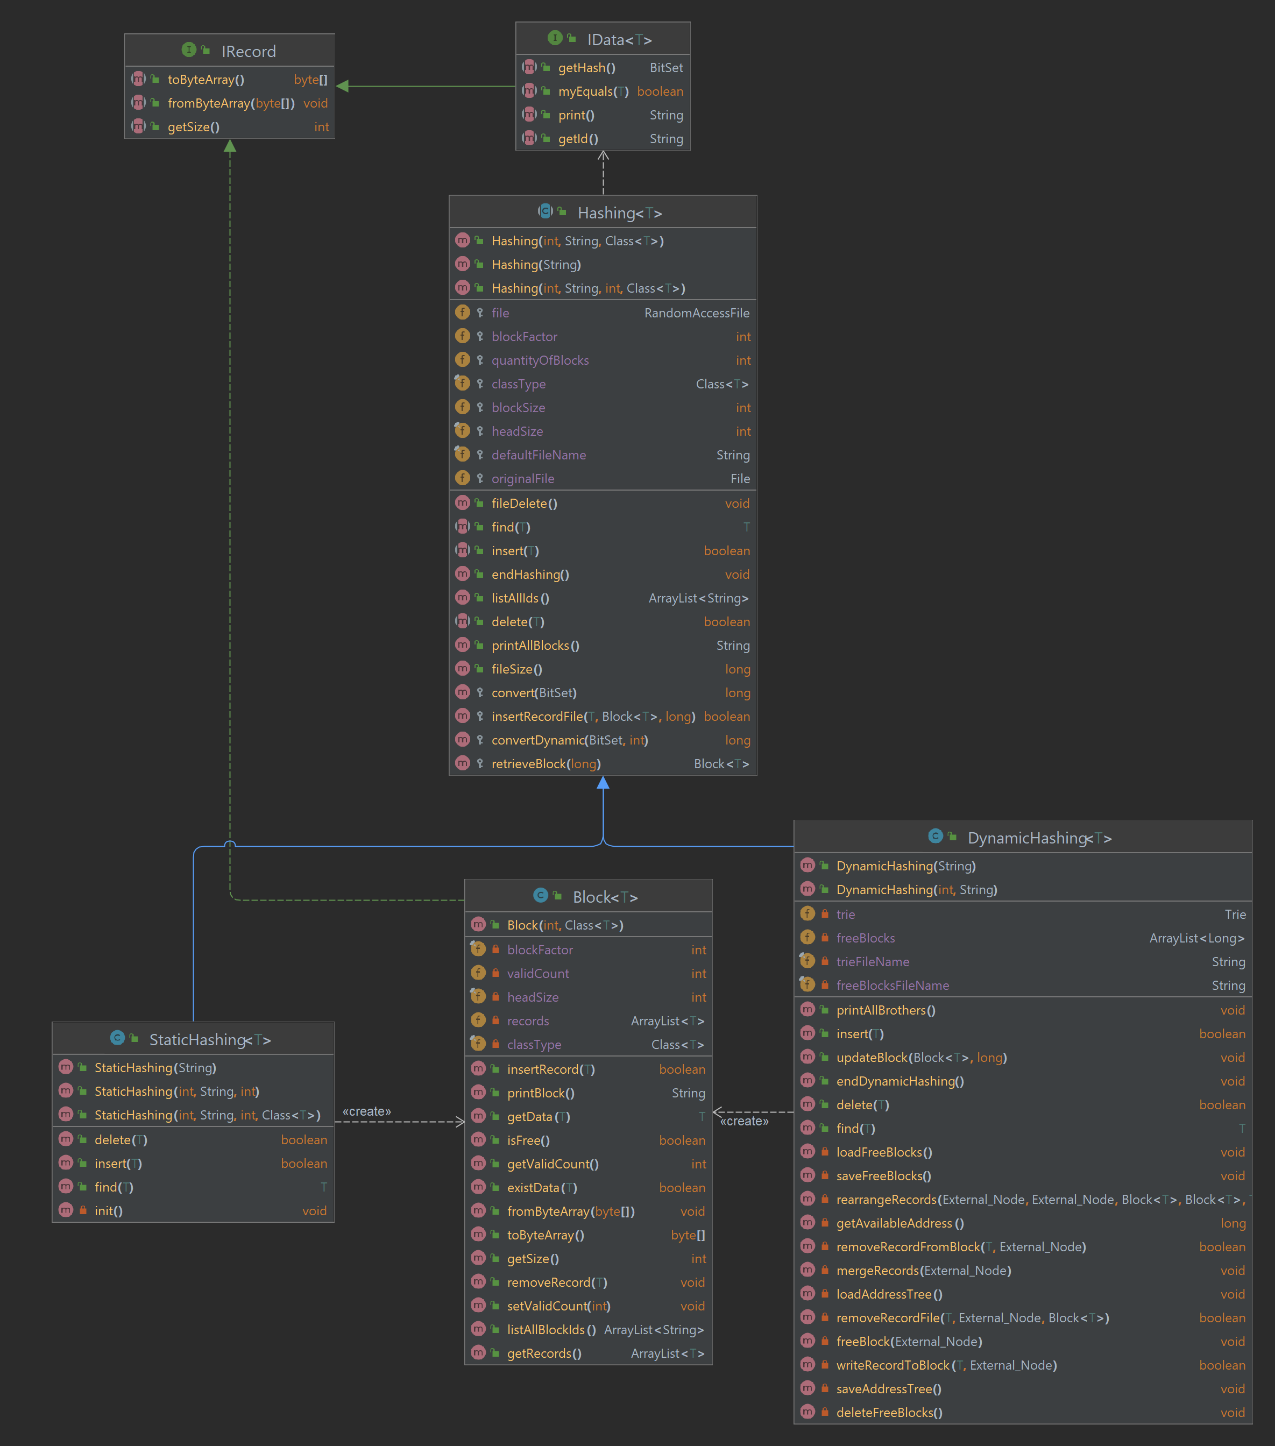 IRecord
toByteArray() byte[]
fromByteArray(byte[]) void
getSize() int
IData<T>
getHash() BitSet
myEquals(T) boolean
print() String
getId() String
Hashing<T>
Hashing(int, String, Class<T>)
Hashing(String)
Hashing(int, String, int, Class<T>)
file RandomAccessFile
blockFactor int
quantityOfBlocks int
classType Class<T>
blockSize int
headSize int
defaultFileName String
originalFile File
fileDelete() void
find(T) T
insert(T) boolean
endHashing() void
listAllIds() ArrayList<String>
delete(T) boolean
printAllBlocks() String
fileSize() long
convert(BitSet) long
insertRecordFile(T, Block<T>, long) boolean
convertDynamic(BitSet, int) long
retrieveBlock(long) Block<T>
StaticHashing<T>
StaticHashing(String)
StaticHashing(int, String, int)
StaticHashing(int, String, int, Class<T>)
delete(T) boolean
insert(T) boolean
find(T) T
init() void
«create»
Block<T>
Block(int, Class<T>)
blockFactor int
validCount int
headSize int
records ArrayList<T>
classType Class<T>
insertRecord(T) boolean
printBlock() String
getData(T) T
isFree() boolean
getValidCount() int
existData(T) boolean
fromByteArray(byte[]) void
toByteArray() byte[]
getSize() int
removeRecord(T) void
setValidCount(int) void
listAllBlockIds() ArrayList<String>
getRecords() ArrayList<T>
«create»
DynamicHashing<T>
DynamicHashing(String)
DynamicHashing(int, String)
trie Trie
freeBlocks ArrayList<Long>
trieFileName String
freeBlocksFileName String
printAllBrothers() void
insert(T) boolean
updateBlock(Block<T>, long) void
endDynamicHashing() void
delete(T) boolean
find(T) T
loadFreeBlocks() void
saveFreeBlocks() void
rearrangeRecords(External_Node, External_Node, Block<T>, Block<T>,
getAvailableAddress() long
removeRecordFromBlock(T, External_Node) boolean
mergeRecords(External_Node) void
loadAddressTree() void
removeRecordFile(T, External_Node, Block<T>) boolean
freeBlock(External_Node) void
writeRecordToBlock(T, External_Node) boolean
saveAddressTree() void
deleteFreeBlocks() void